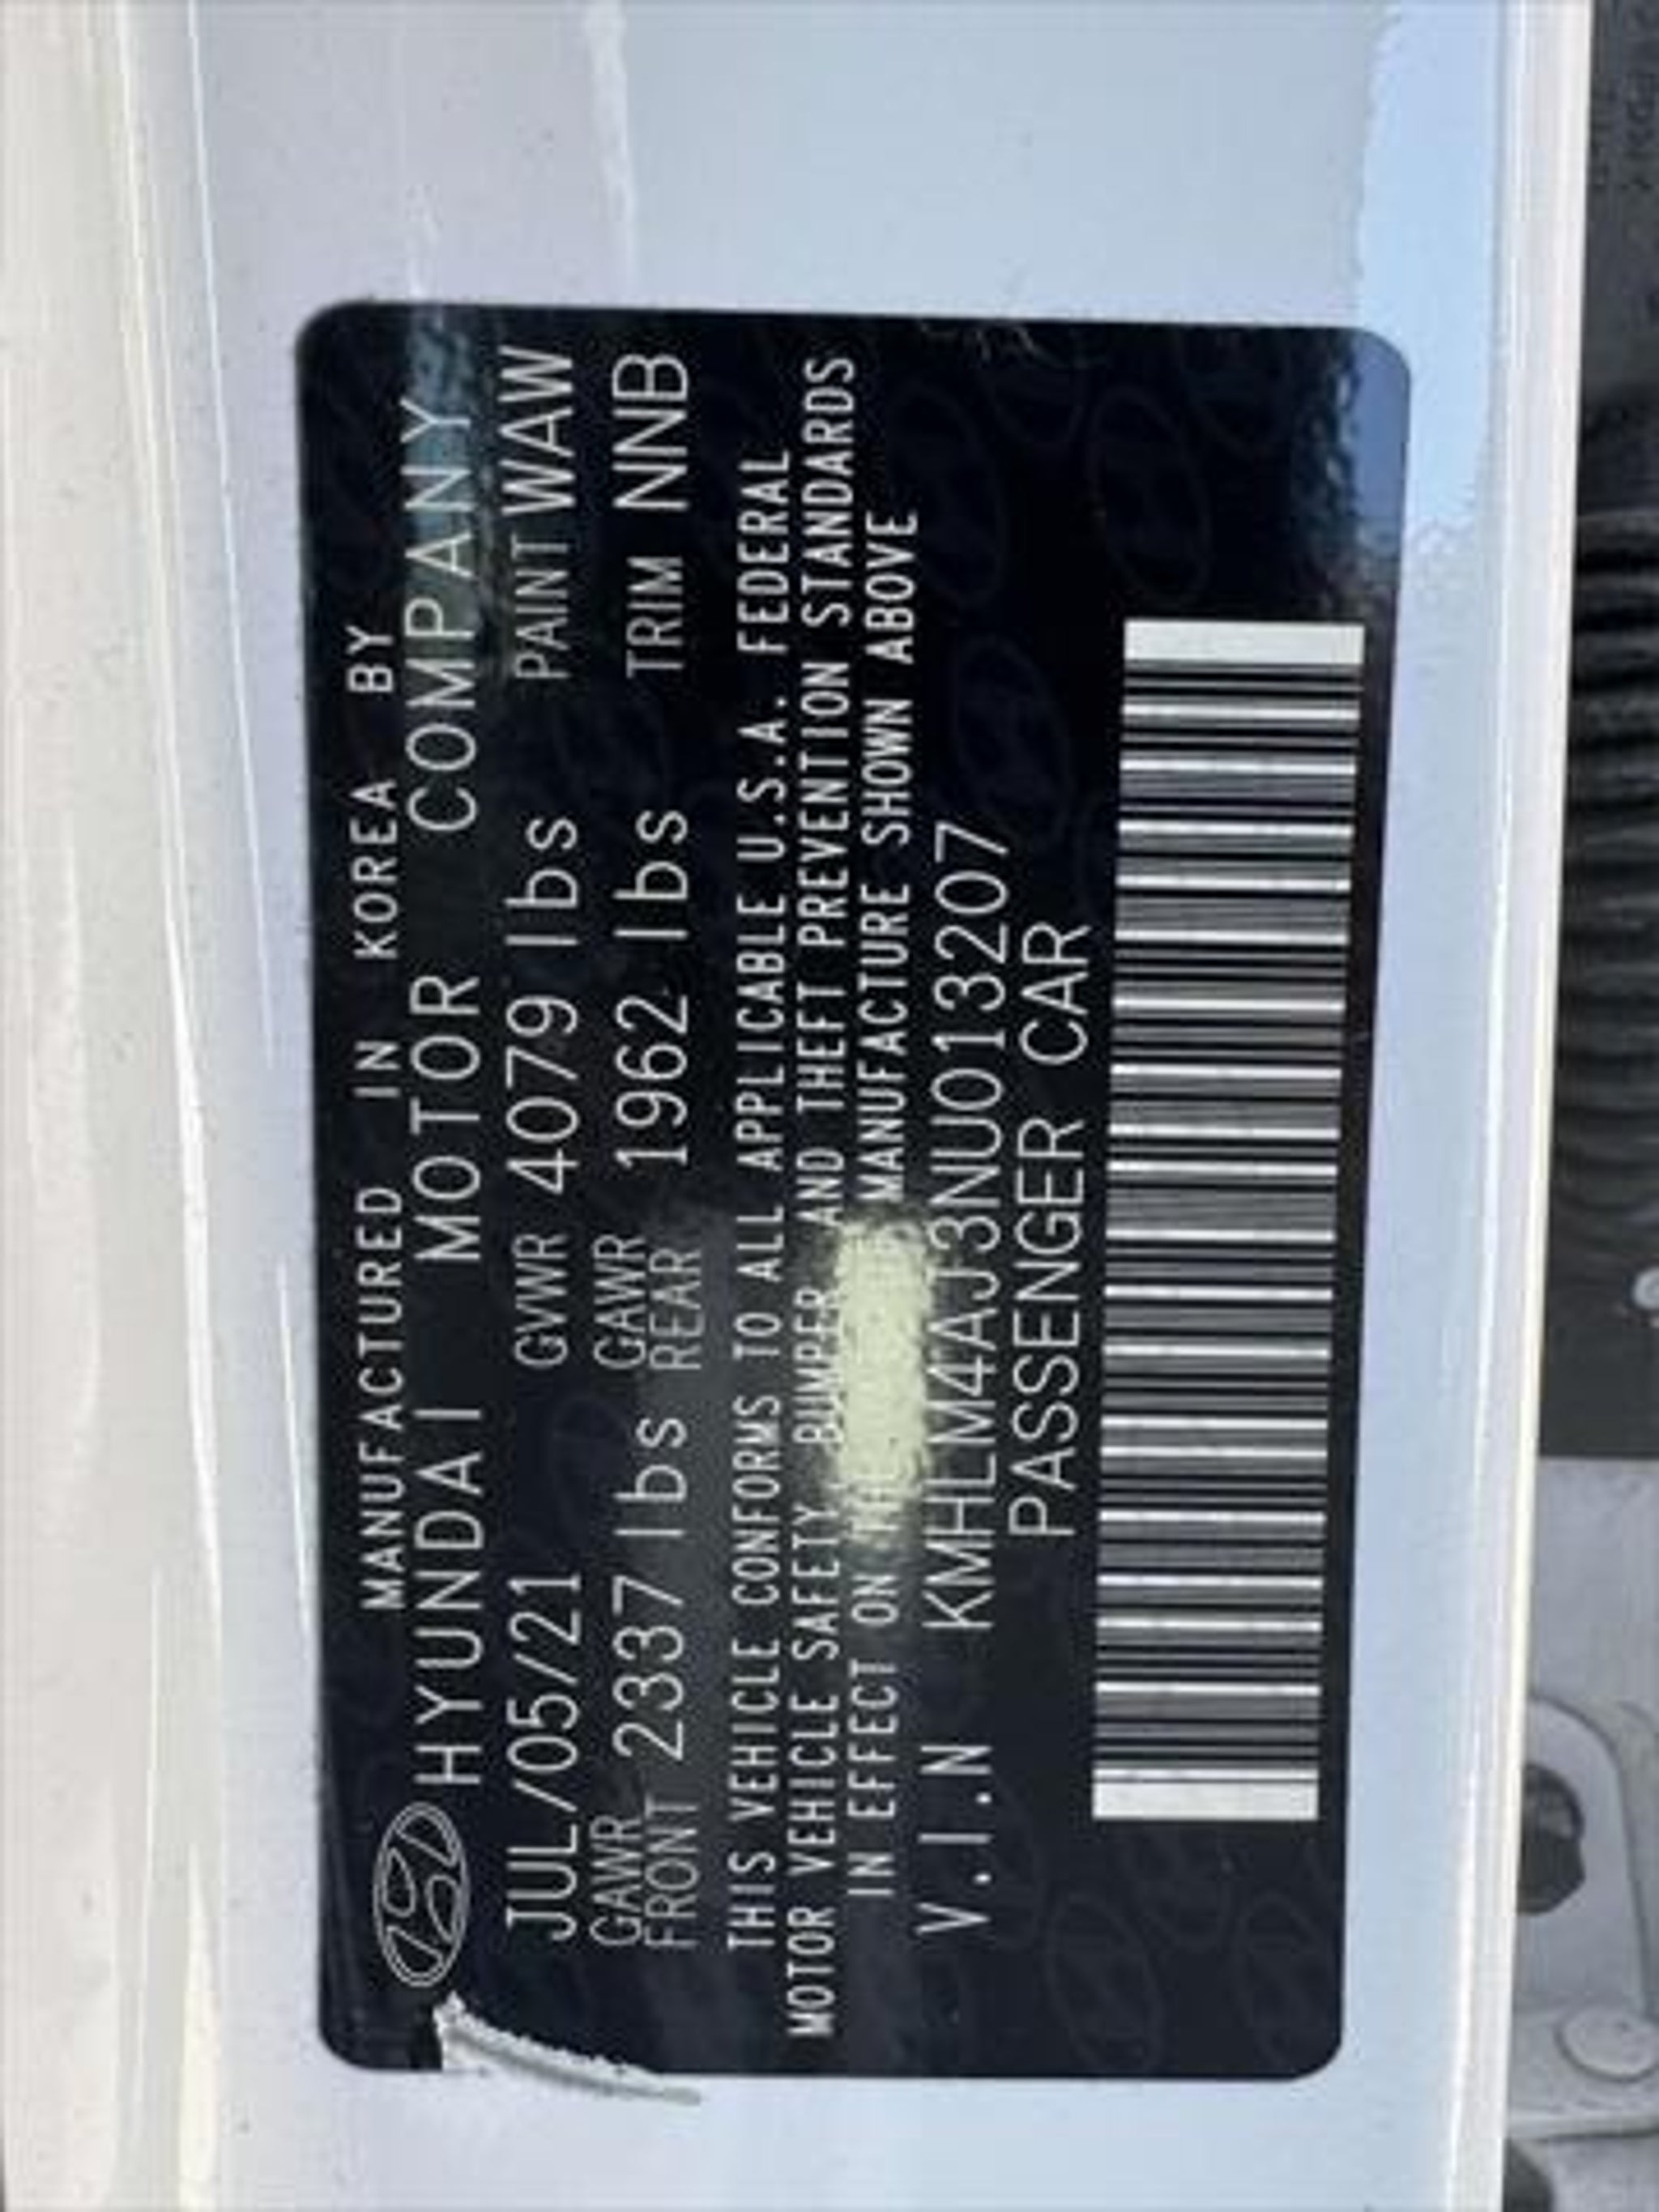 MANUFACTURED IN KOREA BY
HYUNDAI MOTOR COMPANY
JUL/05/21 GVWR 4079 lbs PAINT WAW
GAWR FRONT 2337 lbs GAWR REAR 1962 lbs TRIM NNB
THIS VEHICLE CONFORMS TO ALL APPLICABLE U.S.A. FEDERAL
MOTOR VEHICLE SAFETY BUMPER AND THEFT PREVENTION STANDARDS
IN EFFECT ON THE MANUFACTURE SHOWN ABOVE
V.I.N KMHLM4AJ3NU013207
PASSENGER CAR